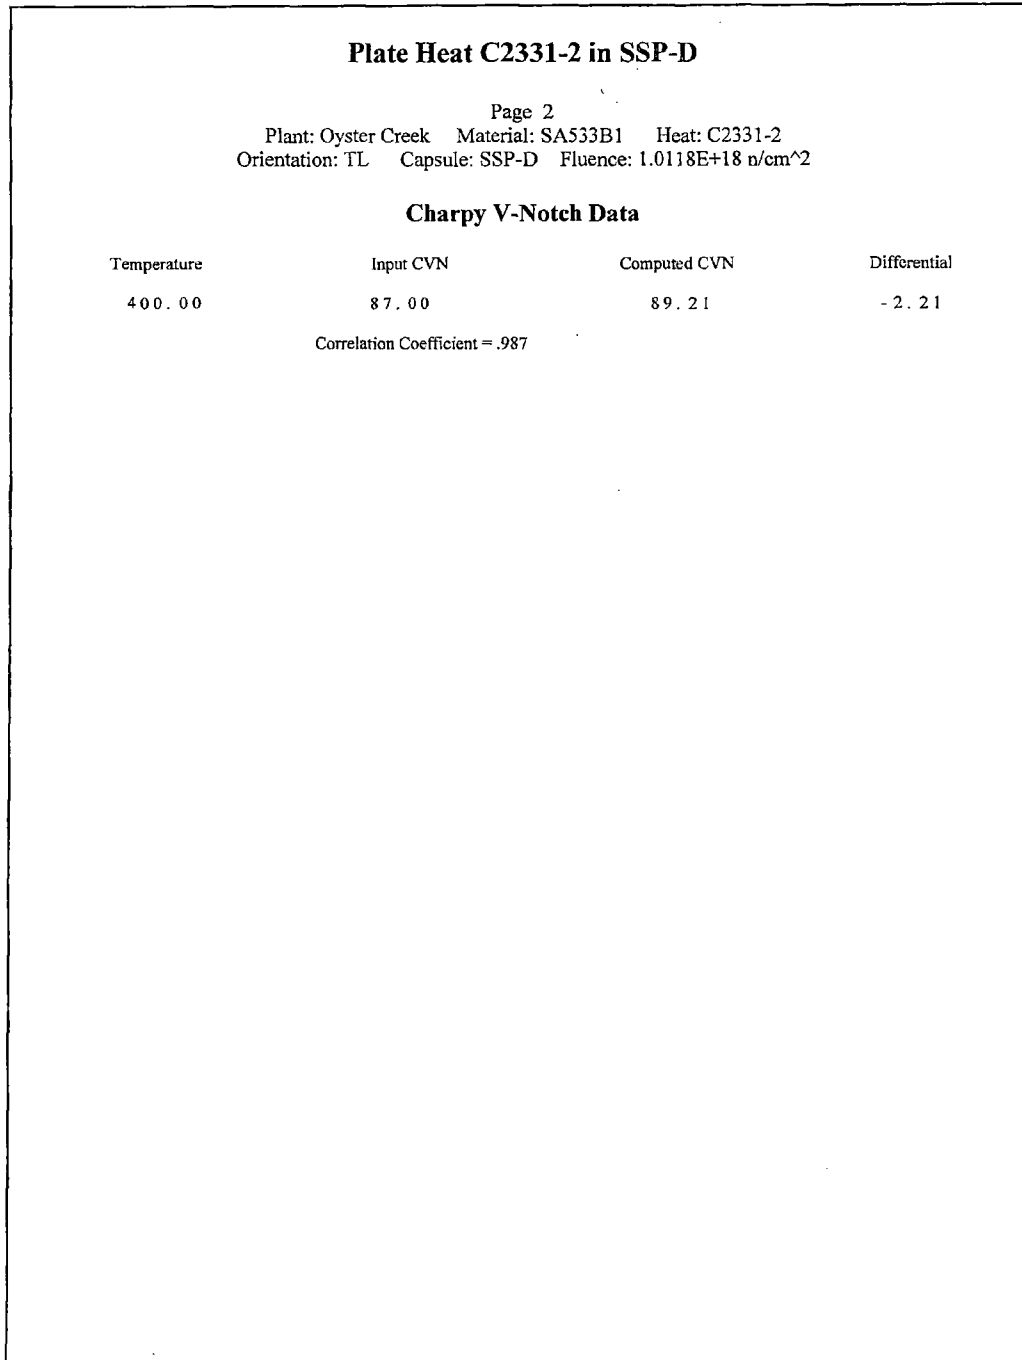 Plate Heat C2331-2 in SSP-D
Page 2
Plant: Oyster Creek Material: SA533B1 Heat: C2331-2
Orientation: TL Capsule: SSP-D Fluence: 1.0118E+18 n/cm^2
Charpy V-Notch Data
Temperature Input CVN Computed CVN Differential
400.00 87.00 89.21 -2.21
Correlation Coefficient = .987